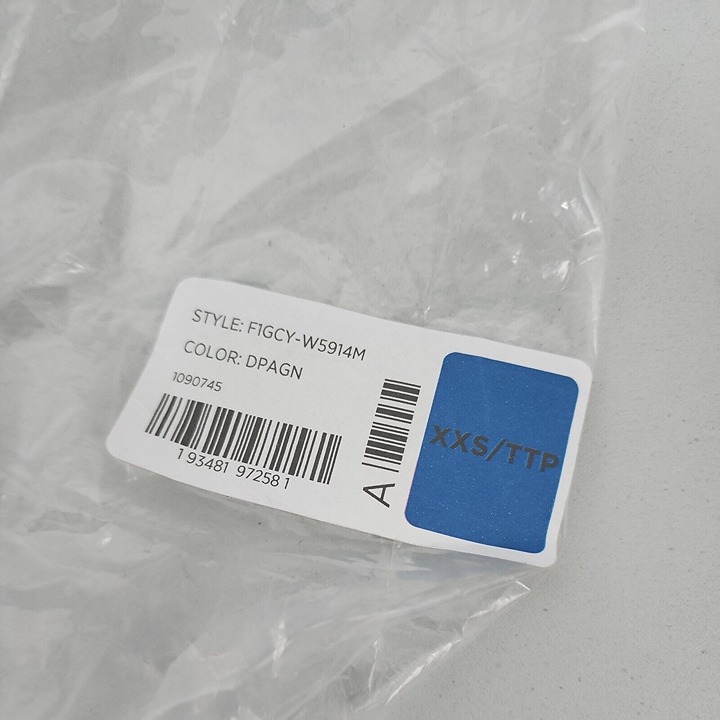 STYLE: F1GCY-W5914M
COLOR: DPAGN
1090745
1 93481 97258 1
A
XXS/TTP